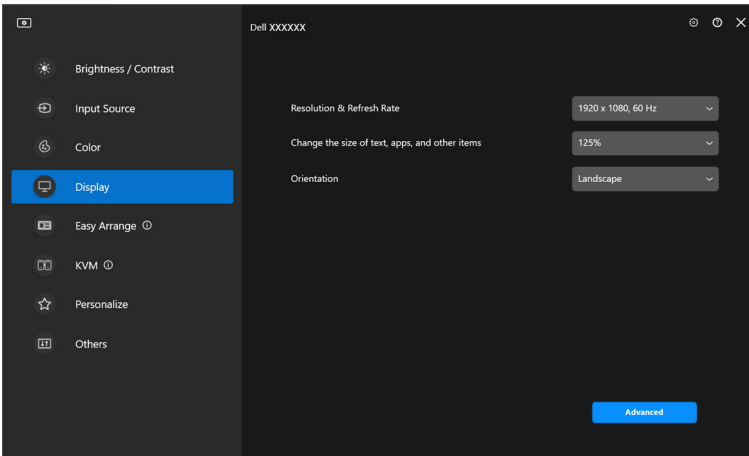 Dell XXXXXX
Brightness / Contrast
Input Source
Color
Display
Easy Arrange
KVM
Personalize
Others
Resolution & Refresh Rate
1920 x 1080, 60 Hz
Change the size of text, apps, and other items
125%
Orientation
Landscape
Advanced